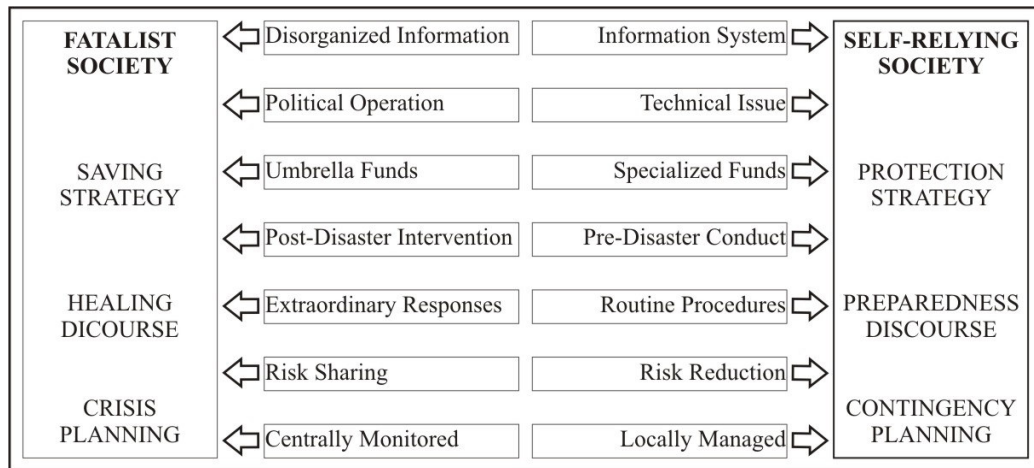 FATALIST
SOCIETY
SAVING
STRATEGY
HEALING
DICOURSE
CRISIS
PLANNING
Disorganized Information
Political Operation
Umbrella Funds
Post-Disaster Intervention
Extraordinary Responses
Risk Sharing
Centrally Monitored
Information System
Technical Issue
Specialized Funds
Pre-Disaster Conduct
Routine Procedures
Risk Reduction
Locally Managed
SELF-RELYING
SOCIETY
PROTECTION
STRATEGY
PREPAREDNESS
DISCOURSE
CONTINGENCY
PLANNING